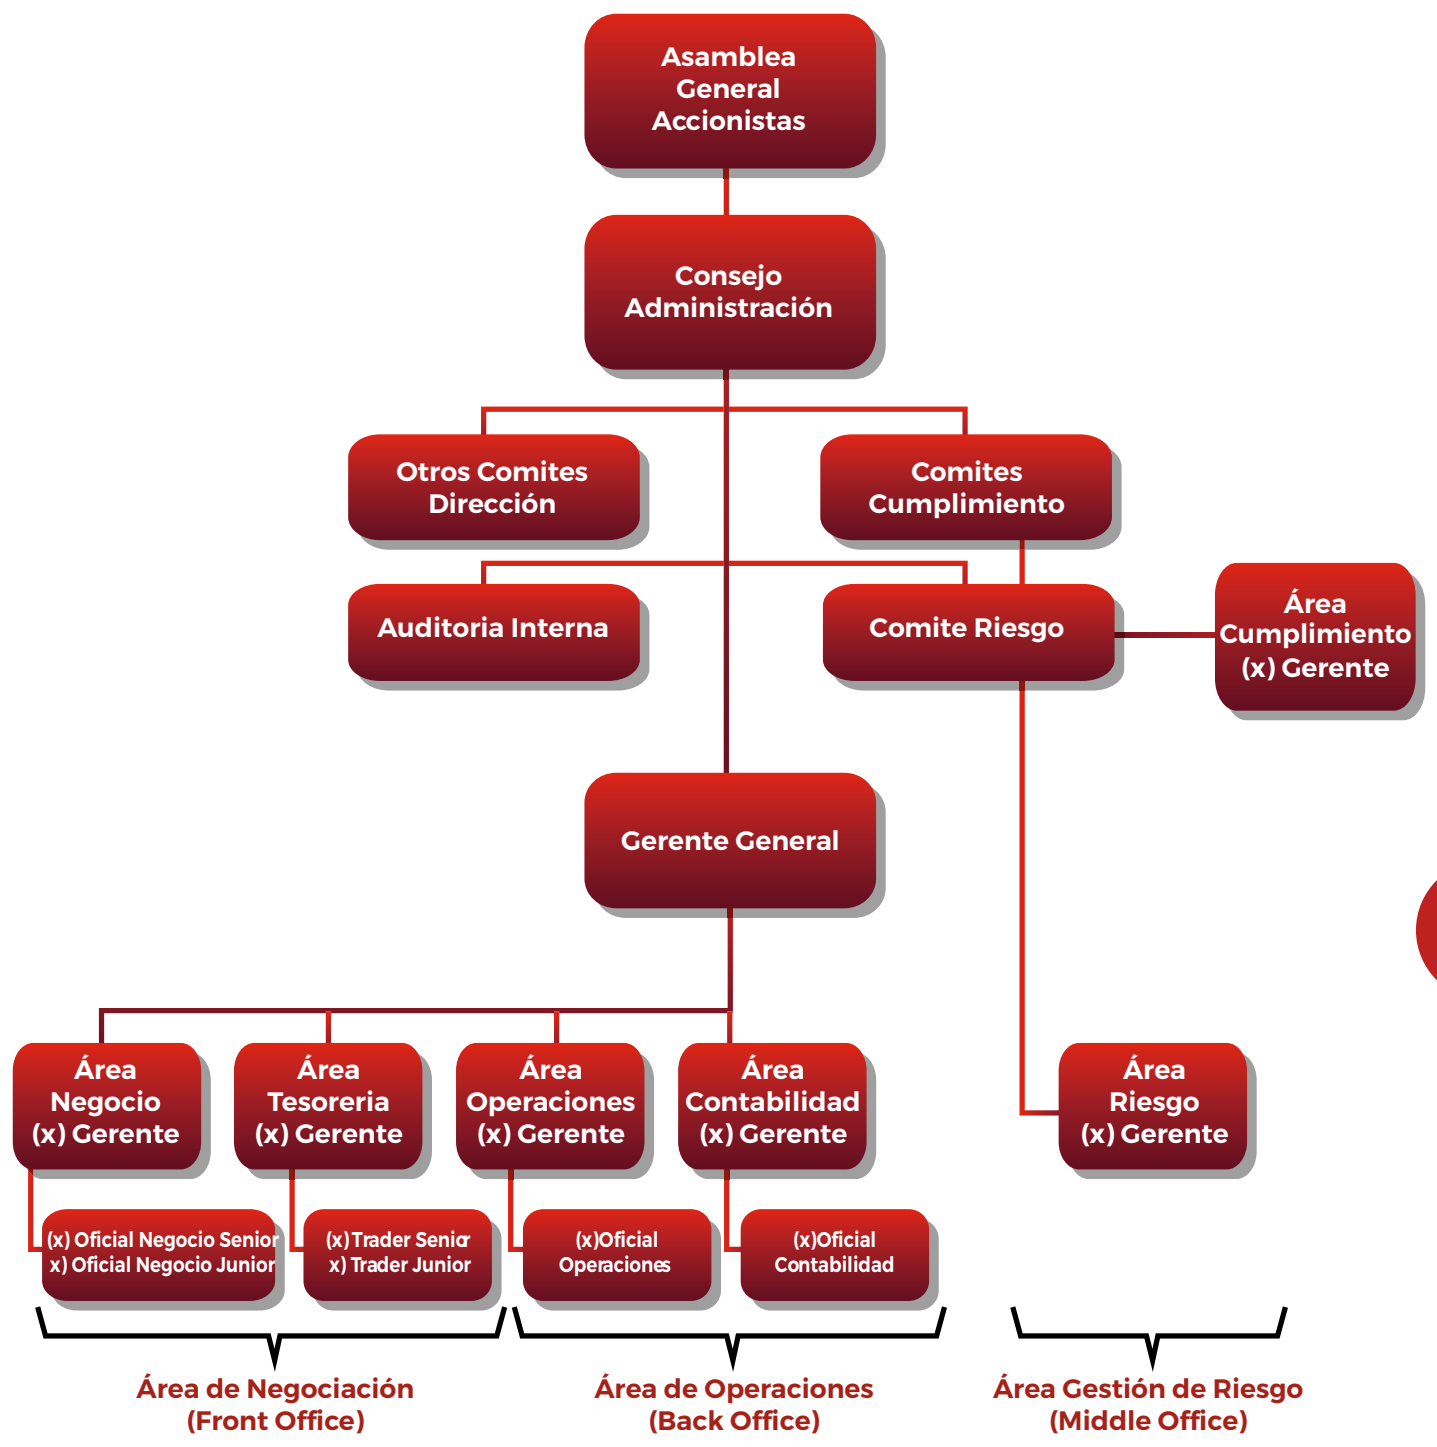 Asamblea
General
Accionistas
Consejo
Administración
Otros Comites
Dirección
Comites
Cumplimiento
Auditoria Interna
Comite Riesgo
Área
Cumplimiento
(x) Gerente
Gerente General
Área
Negocio
(x) Gerente
Área
Tesoreria
(x) Gerente
Área
Operaciones
(x) Gerente
Área
Contabilidad
(x) Gerente
Área
Riesgo
(x) Gerente
(x) Oficial Negocio Senior
x) Oficial Negocio Junior
(x) Trader Senior
x) Trader Junior
(x)Oficial
Operaciones
(x)Oficial
Contabilidad
Área de Negociación
(Front Office)
Área de Operaciones
(Back Office)
Área Gestión de Riesgo
(Middle Office)